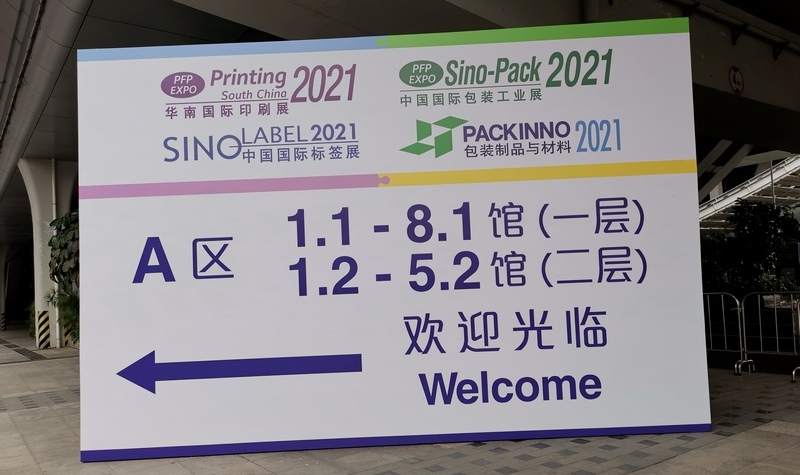 PFP EXPO Printing South China 2021
华南国际印刷展
PFP EXPO Sino-Pack 2021
中国国际包装工业展
SINO LABEL 2021
中国国际标签展
PACKINNO 2021
包装制品与材料
A区
1.1 - 8.1 馆 (一层)
1.2 - 5.2 馆 (二层)
欢迎光临
Welcome